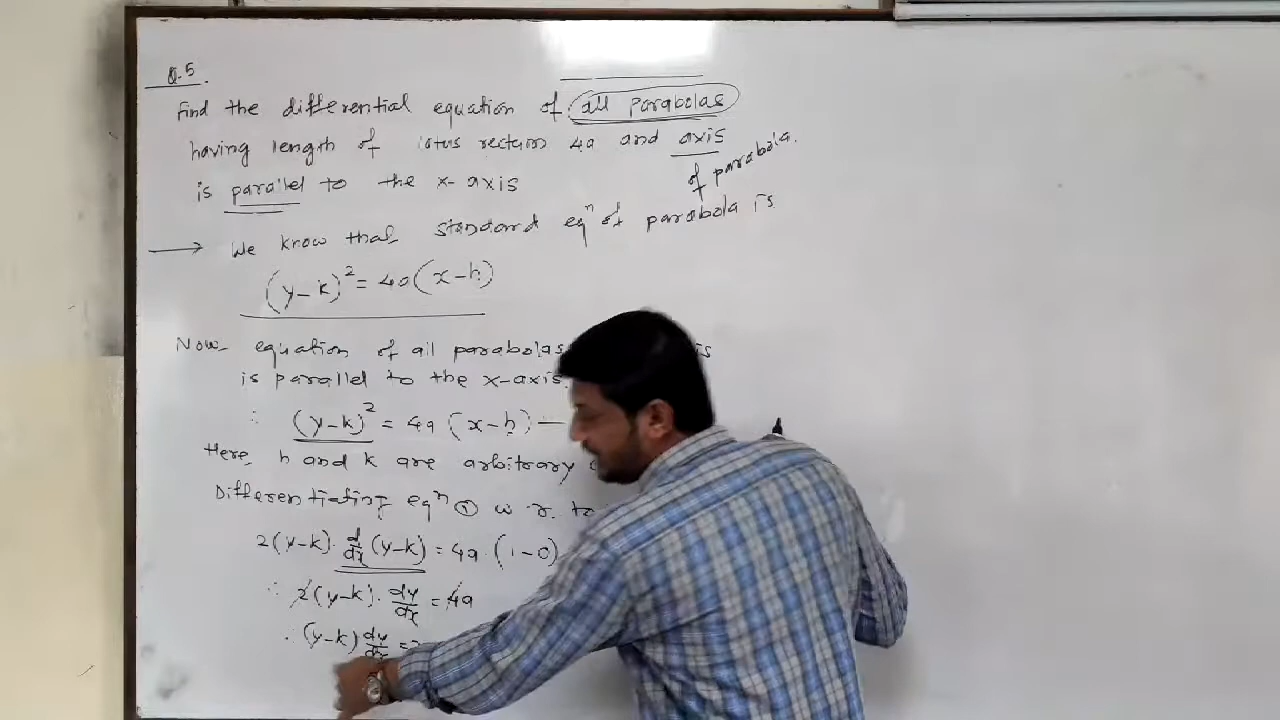 Q.5.
Find the differential equation of all parabolas
having length of latus rectum 4a and axis
of parabola.
is parallel to the x-axis
→ We know that standard eqⁿ of parabola is
(y-k)² = 4a(x-h)
Now equation of all parabolas is
is parallel to the x-axis.
∴ (y-k)² = 4a (x-h) —
Here, h and k are arbitrary
Differentiating eqⁿ ① w. r. to
2(y-k) . d/dx (y-k) = 4a . (1-0)
∴ 2(y-k) . dy/dx = 4a
∴ (y-k) dy/dx = 2